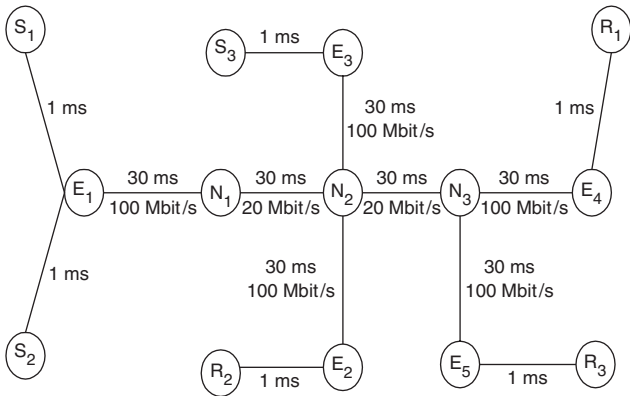 S1
S3
1 ms
E3
R1
1 ms
30 ms
100 Mbit/s
1 ms
E1
30 ms
100 Mbit/s
N1
30 ms
20 Mbit/s
N2
30 ms
20 Mbit/s
N3
30 ms
100 Mbit/s
E4
1 ms
30 ms
100 Mbit/s
30 ms
100 Mbit/s
S2
R2
1 ms
E2
E5
1 ms
R3